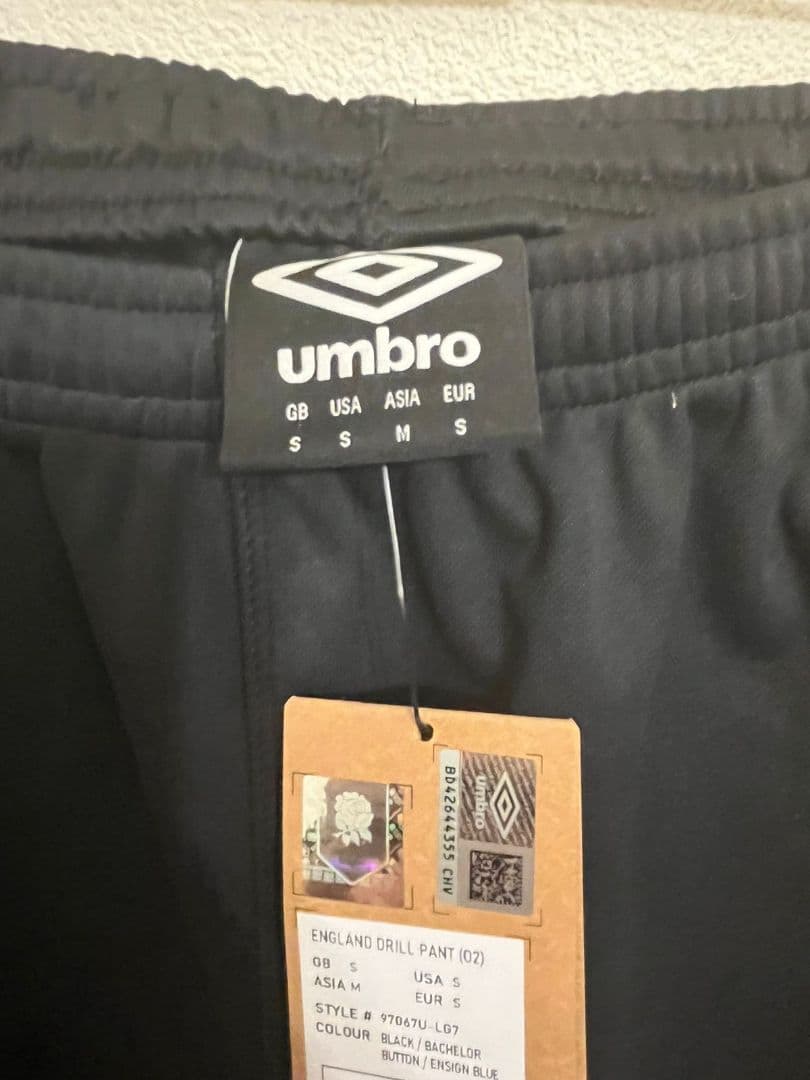 umbro
GB USA ASIA EUR
S S M S
umbro
BD42644355 CHV
ENGLAND DRILL PANT (02)
GB S USA S
ASIA M EUR S
STYLE # 97067U-LG7
COLOUR BLACK / BACHELOR
BUTTON / ENSIGN BLUE